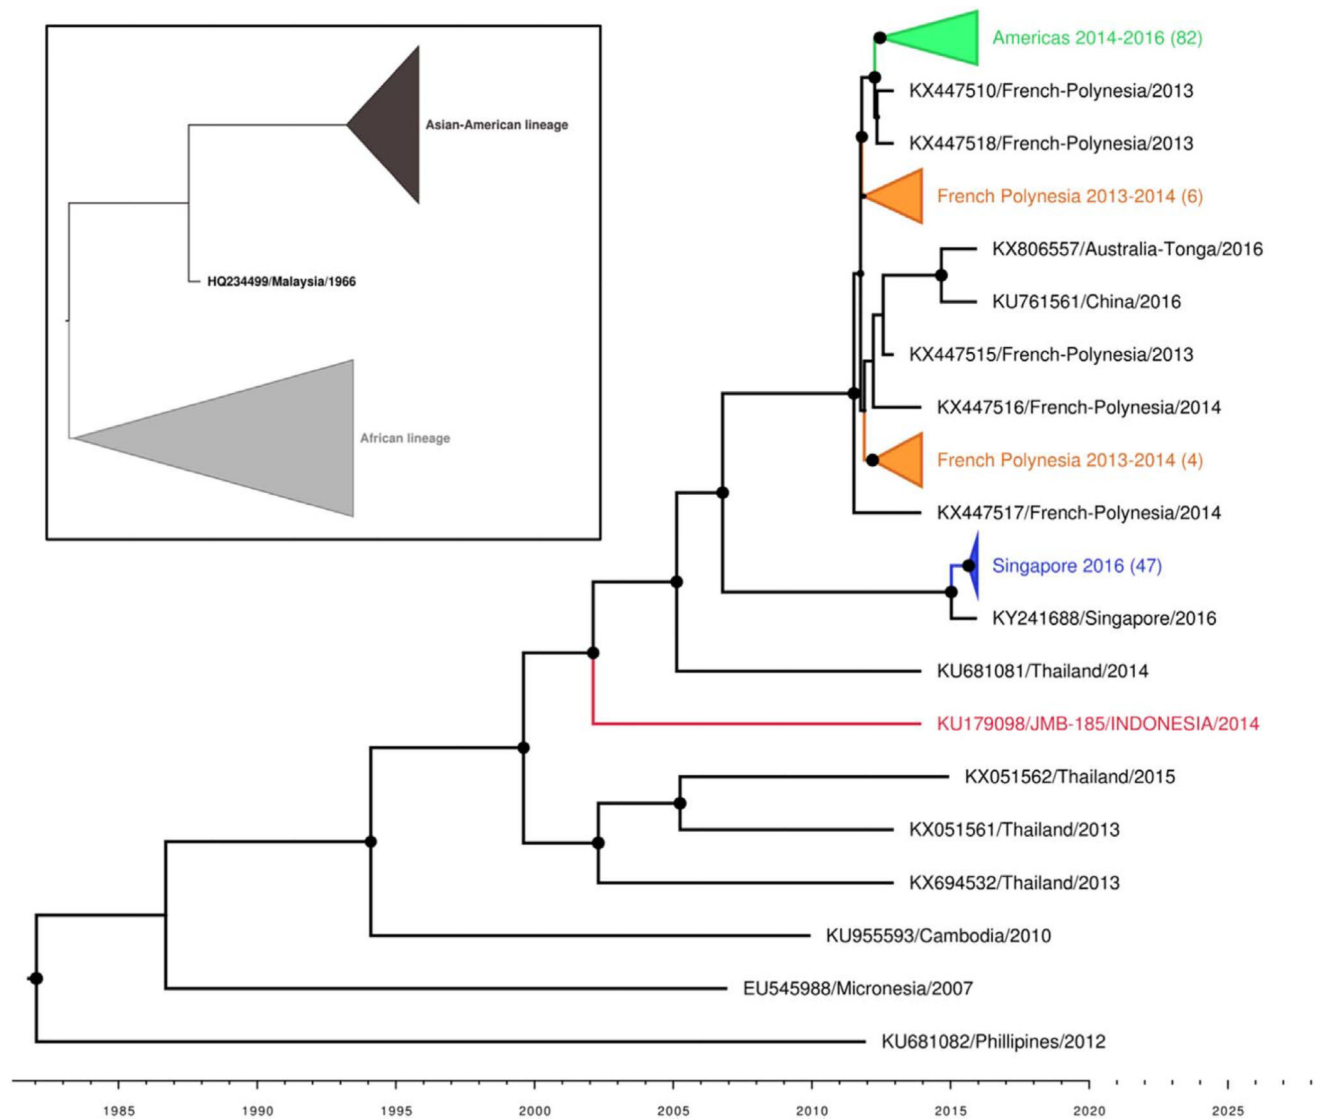 Americas 2014-2016 (82)
KX447510/French-Polynesia/2013
Asian-American lineage
KX447518/French-Polynesia/2013
French Polynesia 2013-2014 (6)
KX806557/Australia-Tonga/2016
HQ234499/Malaysia/1966
KU761561/China/2016
KX447515/French-Polynesia/2013
KX447516/French-Polynesia/2014
African lineage
French Polynesia 2013-2014 (4)
KX447517/French-Polynesia/2014
Singapore 2016 (47)
KY241688/Singapore/2016
KU681081/Thailand/2014
KU179098/JMB-185/INDONESIA/2014
KX051562/Thailand/2015
KX051561/Thailand/2013
KX694532/Thailand/2013
KU955593/Cambodia/2010
EU545988/Micronesia/2007
KU681082/Phillipines/2012
1985 1990 1995 2000 2005 2010 2015 2020 2025